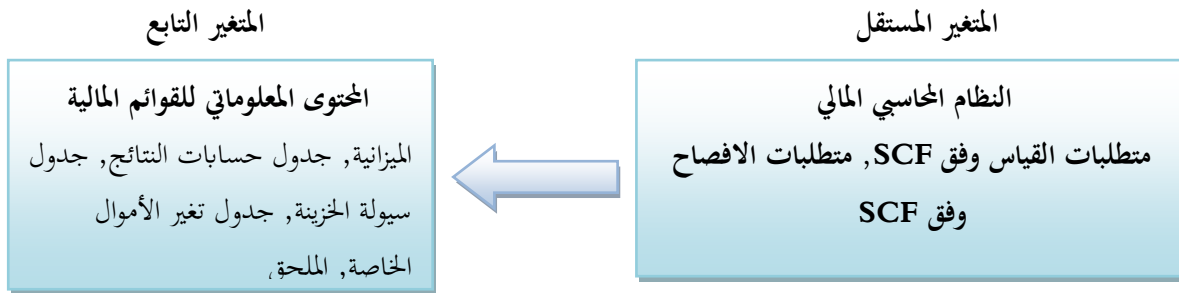 المتغير المستقل
النظام المحاسبي المالي
متطلبات القياس وفق SCF, متطلبات الافصاح
وفق SCF
المتغير التابع
المحتوى المعلوماتي للقوائم المالية
الميزانية, جدول حسابات النتائج, جدول
سيولة الخزينة, جدول تغير الأموال
الخاصة, الملحق